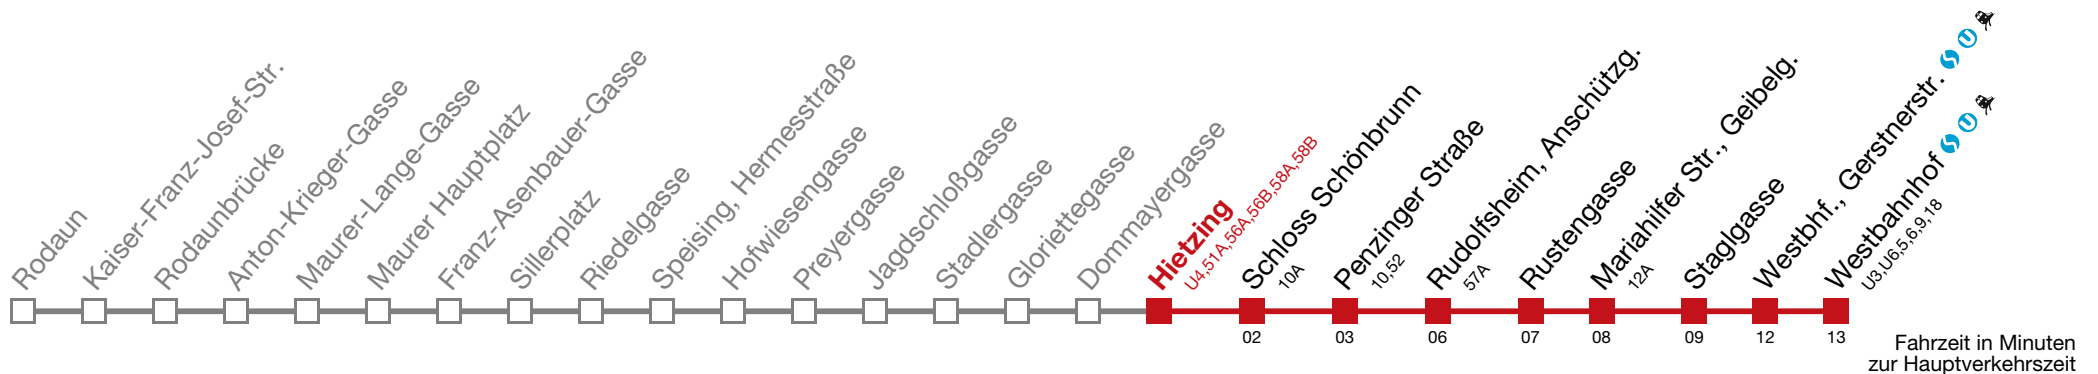 Rodaun
Kaiser-Franz-Josef-Str.
Rodaunbrücke
Anton-Krieger-Gasse
Maurer-Lange-Gasse
Maurer Hauptplatz
Franz-Asenbauer-Gasse
Sillerplatz
Riedelgasse
Speising, Hermesstraße
Hofwiesengasse
Preyergasse
Jagdschloßgasse
Stadlergasse
Gloriettegasse
Dommayergasse
Hietzing
U4,51A,56A,56B,58A,58B
Schloss Schönbrunn
10A
Penzinger Straße
10,52
Rudolfsheim, Anschützg.
57A
Rustengasse
Mariahilfer Str., Geibelg.
12A
Staglgasse
Westbhf., Gerstnerstr. S U
Westbahnhof S U
U3,U6,5,6,9,18
02 03 06 07 08 09 12 13
Fahrzeit in Minuten
zur Hauptverkehrszeit